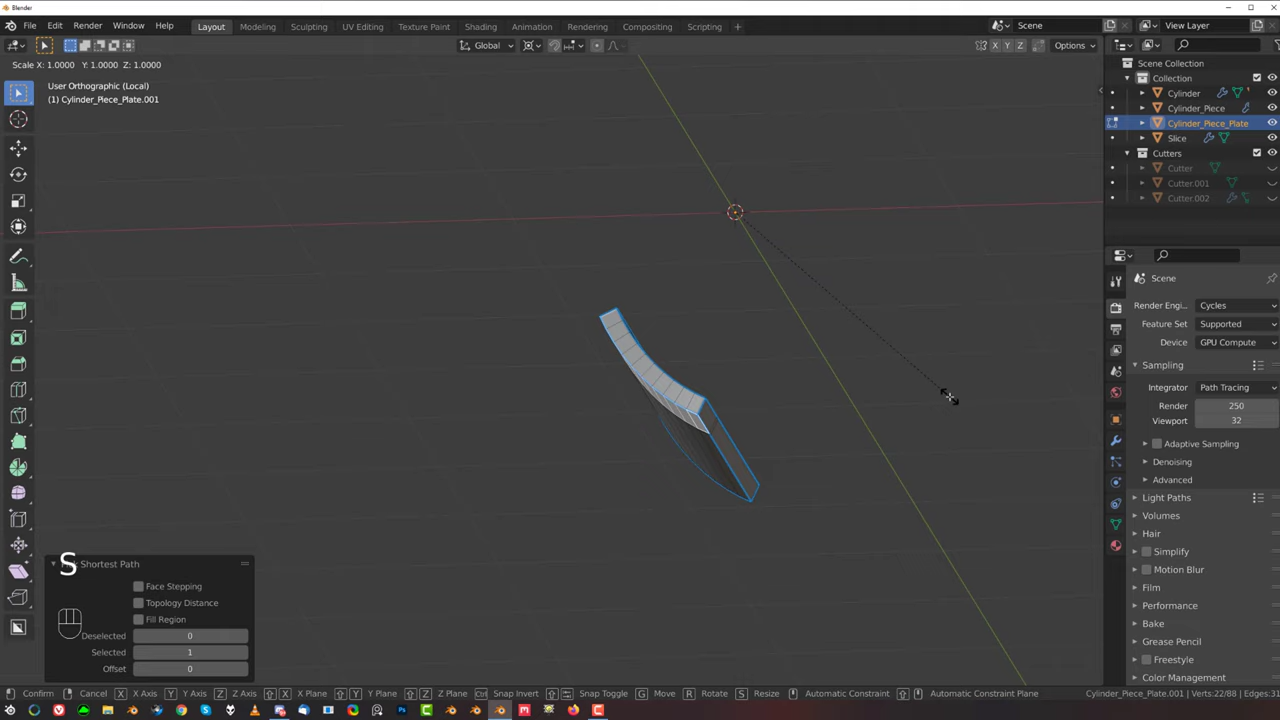 Blender
File Edit Render Window Help Layout Modeling Sculpting UV Editing Texture Paint Shading Animation Rendering Compositing Scripting + Scene View Layer
Global X Y Z Options
Scale X: 1.0000 Y: 1.0000 Z: 1.0000
User Orthographic (Local)
(1) Cylinder_Piece_Plate.001
Scene Collection
Collection
Cylinder
Cylinder_Piece
Cylinder_Piece_Plate
Slice
Cutters
Cutter
Cutter.001
Cutter.002
Scene
Render Engi.. Cycles
Feature Set Supported
Device GPU Compute
Sampling
Integrator Path Tracing
Render 250
Viewport 32
Adaptive Sampling
Denoising
Advanced
Light Paths
Volumes
Hair
Simplify
Motion Blur
Film
Performance
Bake
Grease Pencil
Freestyle
Color Management
S
Shortest Path
Face Stepping
Topology Distance
Fill Region
Deselected 0
Selected 1
Offset 0
Confirm Cancel X X Axis Y Y Axis Z Z Axis X X Plane Y Y Plane Z Z Plane Ctrl Snap Invert Snap Toggle G Move R Rotate S Resize Automatic Constraint Automatic Constraint Plane Cylinder_Piece_Plate.001 | Verts:22/88 | Edges:31